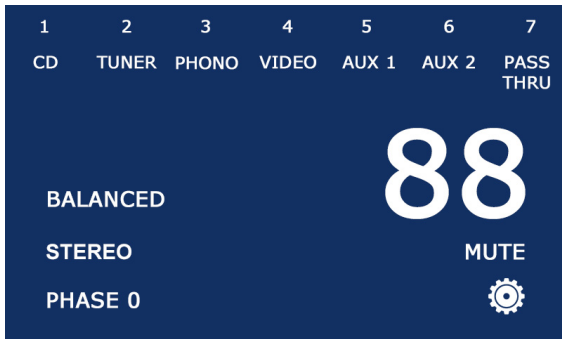 1 2 3 4 5 6 7
CD TUNER PHONO VIDEO AUX 1 AUX 2 PASS
THRU
88
BALANCED
STEREO MUTE
PHASE 0